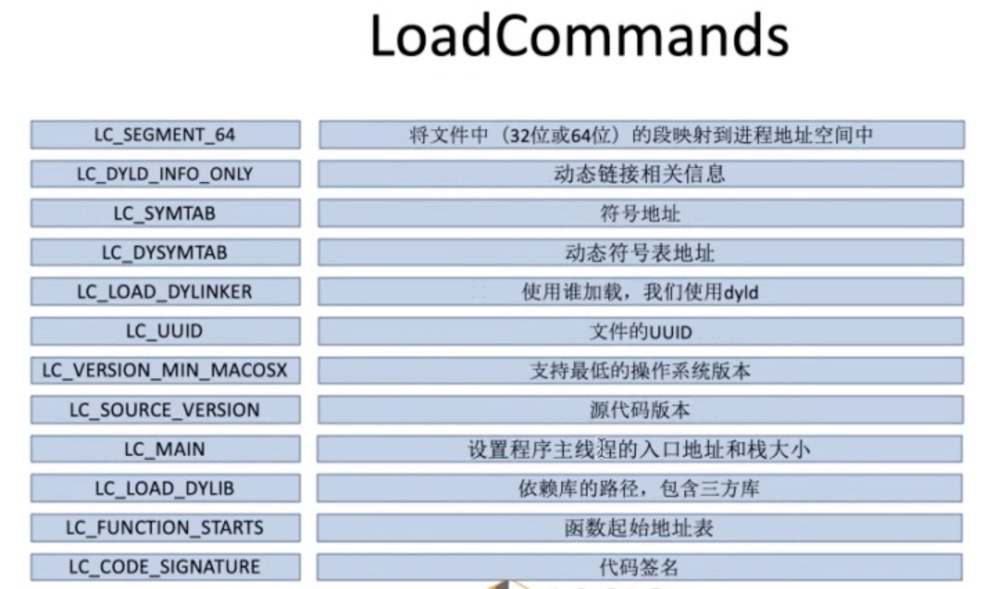 LoadCommands
LC_SEGMENT_64 将文件中（32位或64位）的段映射到进程地址空间中
LC_DYLD_INFO_ONLY 动态链接相关信息
LC_SYMTAB 符号地址
LC_DYSYMTAB 动态符号表地址
LC_LOAD_DYLINKER 使用谁加载，我们使用dyld
LC_UUID 文件的UUID
LC_VERSION_MIN_MACOSX 支持最低的操作系统版本
LC_SOURCE_VERSION 源代码版本
LC_MAIN 设置程序主线程的入口地址和栈大小
LC_LOAD_DYLIB 依赖库的路径，包含三方库
LC_FUNCTION_STARTS 函数起始地址表
LC_CODE_SIGNATURE 代码签名